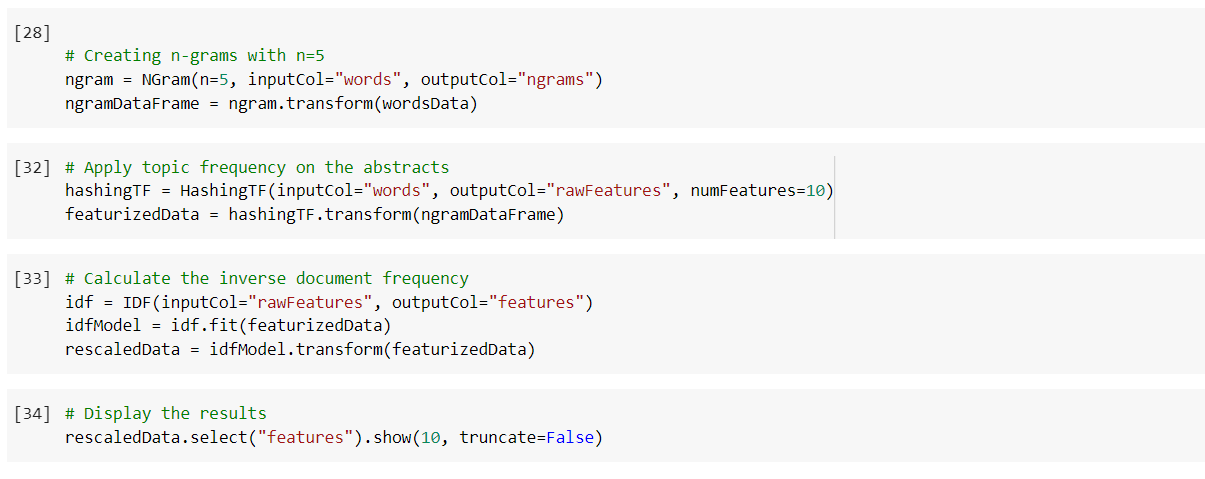 [28]
# Creating n-grams with n=5
ngram = NGram(n=5, inputCol="words", outputCol="ngrams")
ngramDataFrame = ngram.transform(wordsData)
[32] # Apply topic frequency on the abstracts
hashingTF = HashingTF(inputCol="words", outputCol="rawFeatures", numFeatures=10)
featurizedData = hashingTF.transform(ngramDataFrame)
[33] # Calculate the inverse document frequency
idf = IDF(inputCol="rawFeatures", outputCol="features")
idfModel = idf.fit(featurizedData)
rescaledData = idfModel.transform(featurizedData)
[34] # Display the results
rescaledData.select("features").show(10, truncate=False)